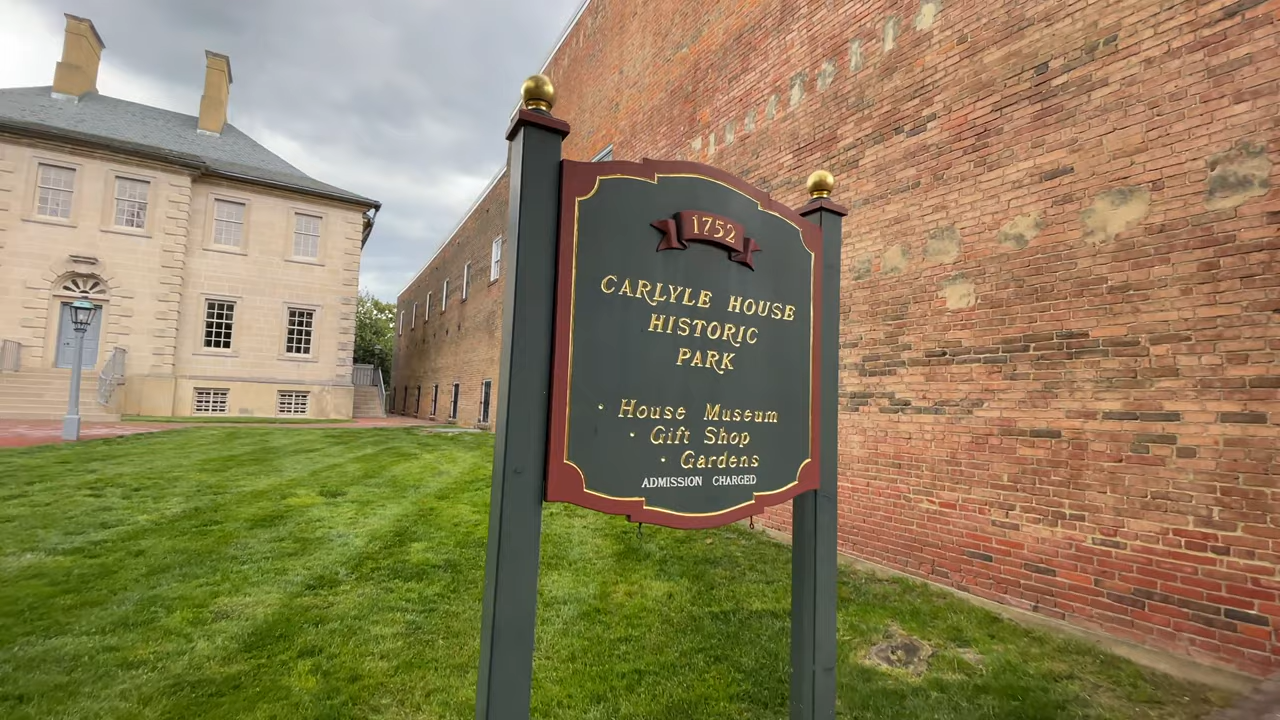 1752
CARLYLE HOUSE
HISTORIC
PARK
· House Museum
· Gift Shop
· Gardens
ADMISSION CHARGED